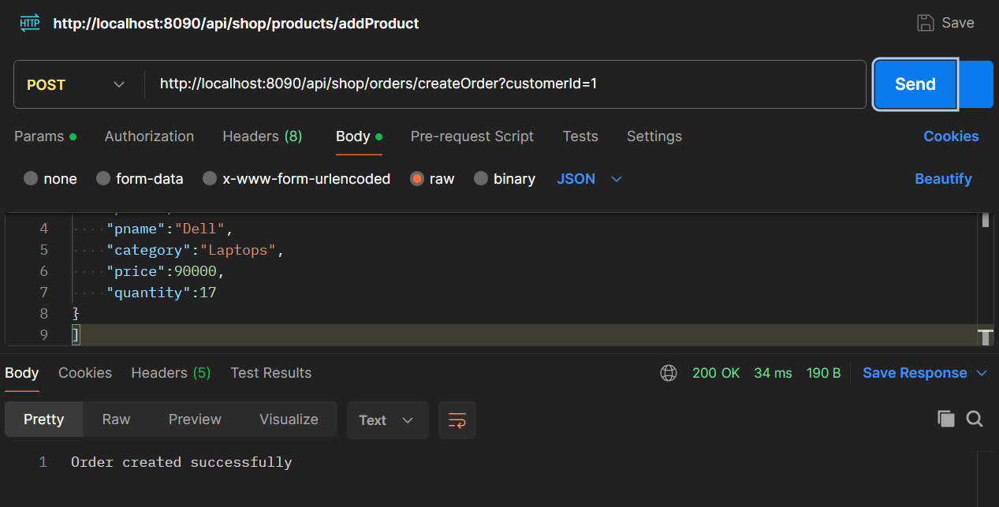 HTTP http://localhost:8090/api/shop/products/addProduct Save
POST http://localhost:8090/api/shop/orders/createOrder?customerId=1 Send
Params Authorization Headers (8) Body Pre-request Script Tests Settings Cookies
none form-data x-www-form-urlencoded raw binary JSON Beautify
4 "pname":"Dell",
5 "category":"Laptops",
6 "price":90000,
7 "quantity":17
8 }
9 ]
Body Cookies Headers (5) Test Results 200 OK 34 ms 190 B Save Response
Pretty Raw Preview Visualize Text
1 Order created successfully